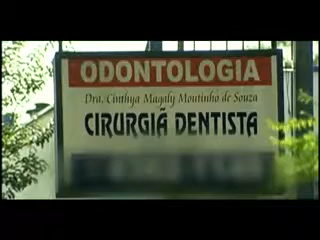 ODONTOLOGIA
Dra. Cinthya Magaly Moutinho de Souza
CIRURGIÃ DENTISTA